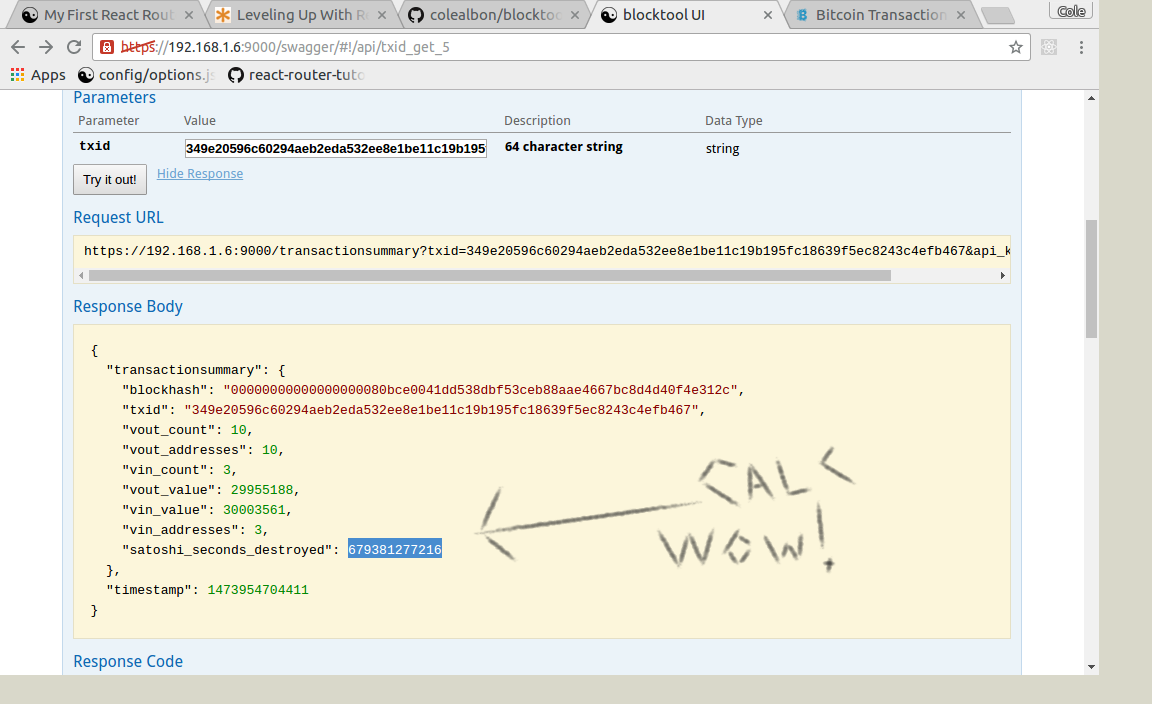 My First React Rout
Leveling Up With R
colealbon/blocktoo
blocktool UI
Bitcoin Transaction
Cole
https://192.168.1.6:9000/swagger/#!/api/txid_get_5
Apps
config/options.js
react-router-tuto
Parameters
Parameter Value Description Data Type
txid 349e20596c60294aeb2eda532ee8e1be11c19b195 64 character string string
Try it out! Hide Response
Request URL
https://192.168.1.6:9000/transactionsummary?txid=349e20596c60294aeb2eda532ee8e1be11c19b195fc18639f5ec8243c4efb467&api_k
Response Body
{
"transactionsummary": {
"blockhash": "00000000000000000080bce0041dd538dbf53ceb88aae4667bc8d4d40f4e312c",
"txid": "349e20596c60294aeb2eda532ee8e1be11c19b195fc18639f5ec8243c4efb467",
"vout_count": 10,
"vout_addresses": 10,
"vin_count": 3,
"vout_value": 29955188,
"vin_value": 30003561,
"vin_addresses": 3,
"satoshi_seconds_destroyed": 679381277216
},
"timestamp": 1473954704411
}
CALC
WOW!
Response Code